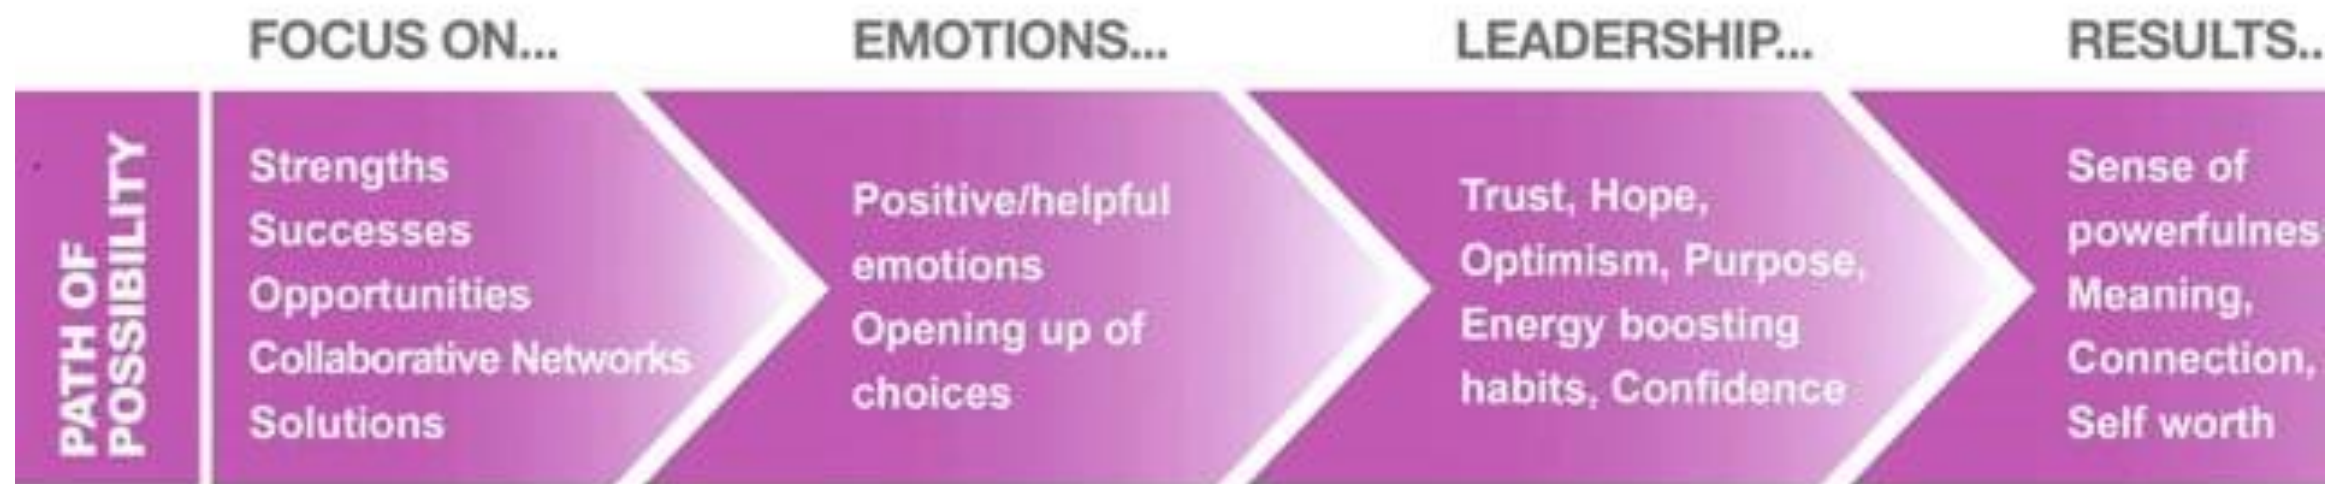 FOCUS ON...
EMOTIONS...
LEADERSHIP...
RESULTS..
PATH OF
POSSIBILITY
Strengths
Successes
Opportunities
Collaborative Networks
Solutions
Positive/helpful
emotions
Opening up of
choices
Trust, Hope,
Optimism, Purpose,
Energy boosting
habits, Confidence
Sense of
powerfulnes
Meaning,
Connection,
Self worth